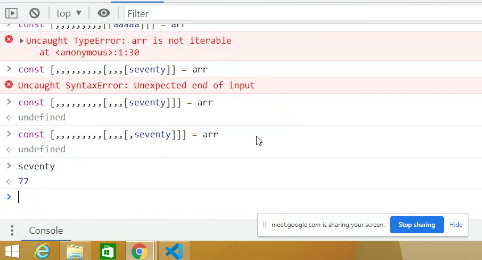 top
Filter
const [,,,,,,,,,[[aaaaa]]] = arr
Uncaught TypeError: arr is not iterable
at <anonymous>:1:30
const [,,,,,,,,,[,,,[seventy]] = arr
Uncaught SyntaxError: Unexpected end of input
const [,,,,,,,,,[,,,[seventy]]] = arr
undefined
const [,,,,,,,,,[,,,[,seventy]]] = arr
undefined
seventy
77
meet.google.com is sharing your screen.
Stop sharing
Hide
Console